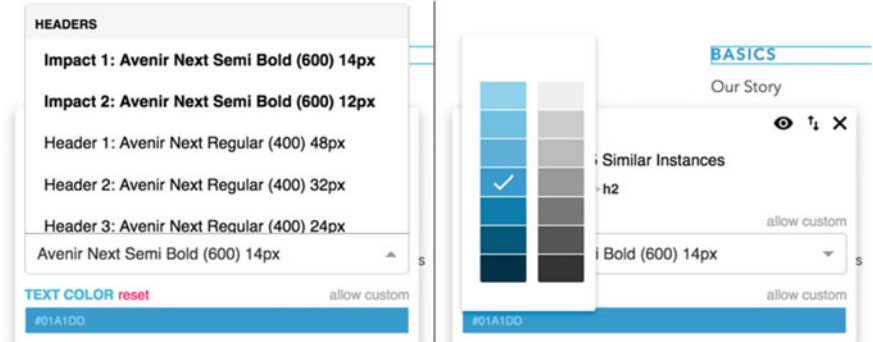 HEADERS
Impact 1: Avenir Next Semi Bold (600) 14px
Impact 2: Avenir Next Semi Bold (600) 12px
Header 1: Avenir Next Regular (400) 48px
Header 2: Avenir Next Regular (400) 32px
Header 3: Avenir Next Regular (400) 24px
Avenir Next Semi Bold (600) 14px
s
TEXT COLOR reset allow custom
#01A1DD
BASICS
Our Story
Similar Instances
> h2
allow custom
i Bold (600) 14px
s
allow custom
#01A1DD